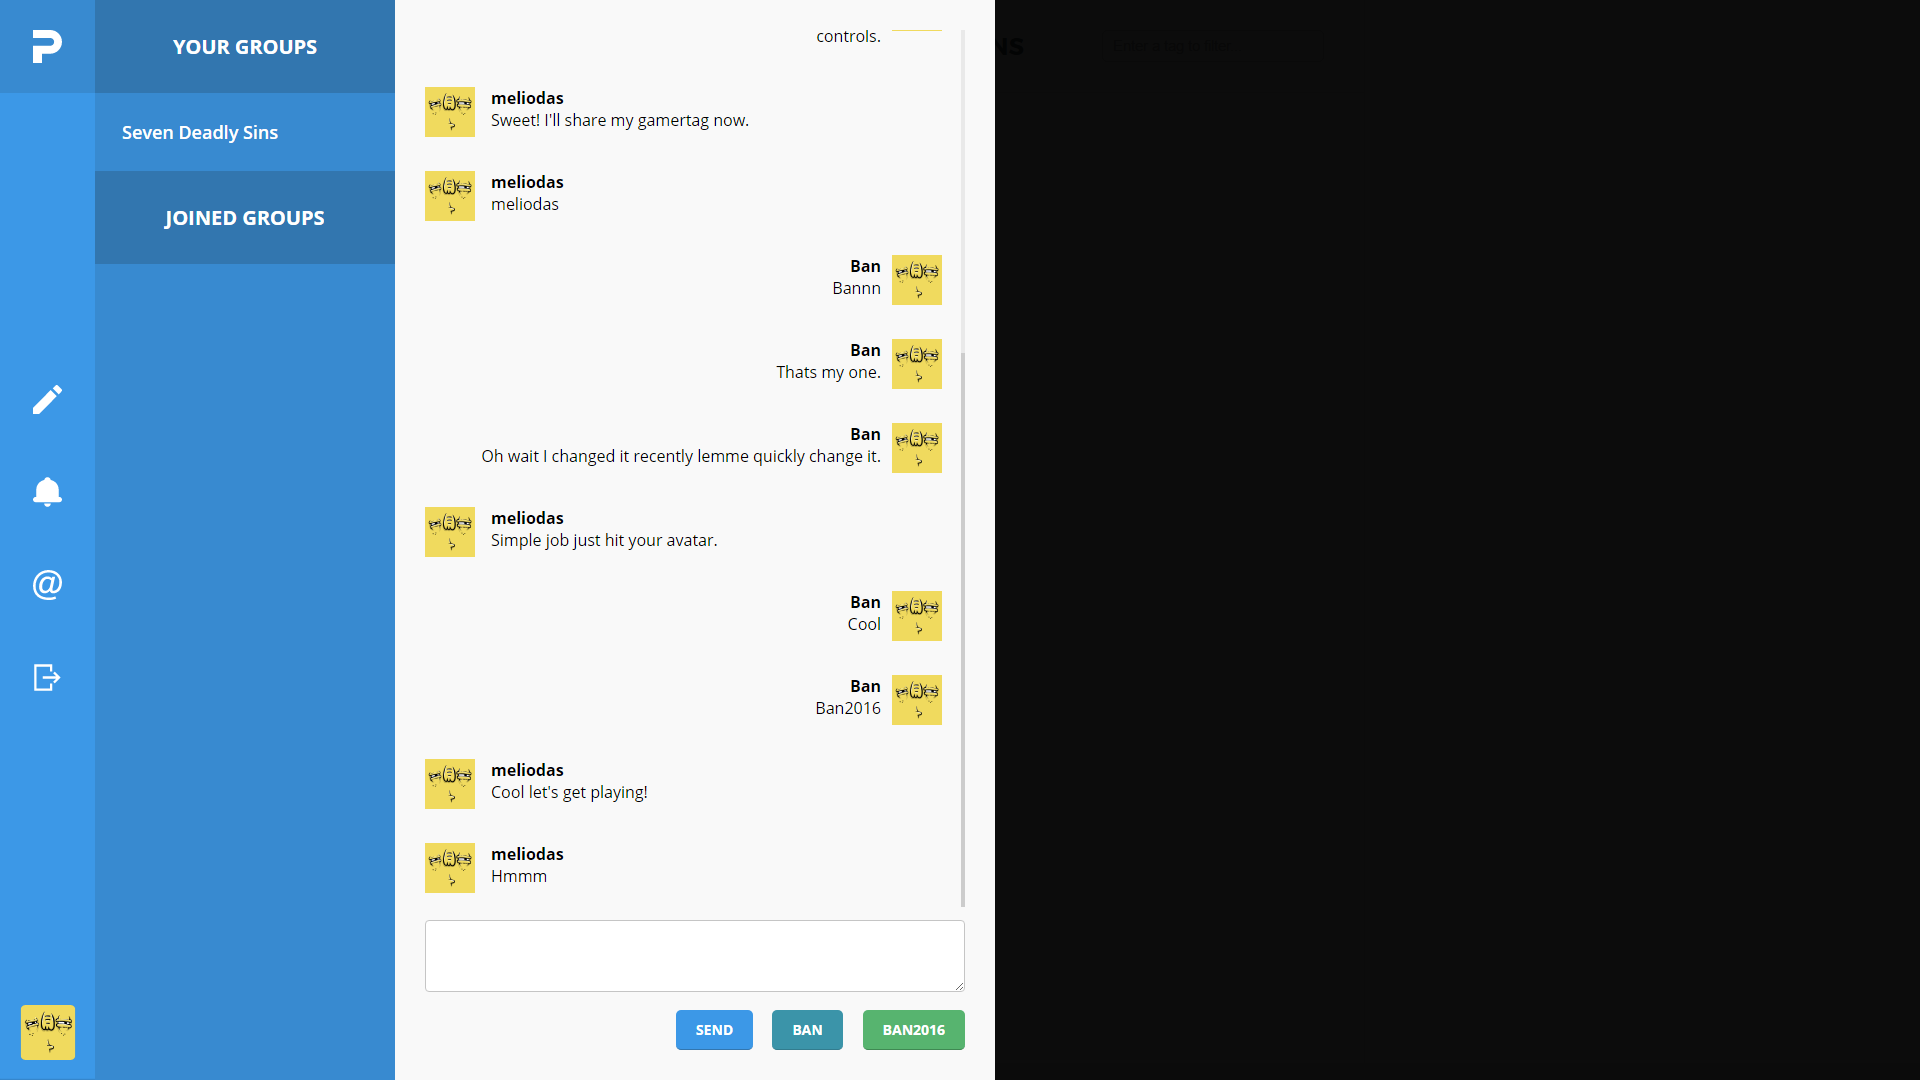 YOUR GROUPS
Seven Deadly Sins
JOINED GROUPS
controls.
meliodas
Sweet! I'll share my gamertag now.
meliodas
meliodas
Ban
Bannn
Ban
Thats my one.
Ban
Oh wait I changed it recently lemme quickly change it.
meliodas
Simple job just hit your avatar.
Ban
Cool
Ban
Ban2016
meliodas
Cool let's get playing!
meliodas
Hmmm
SEND
BAN
BAN2016